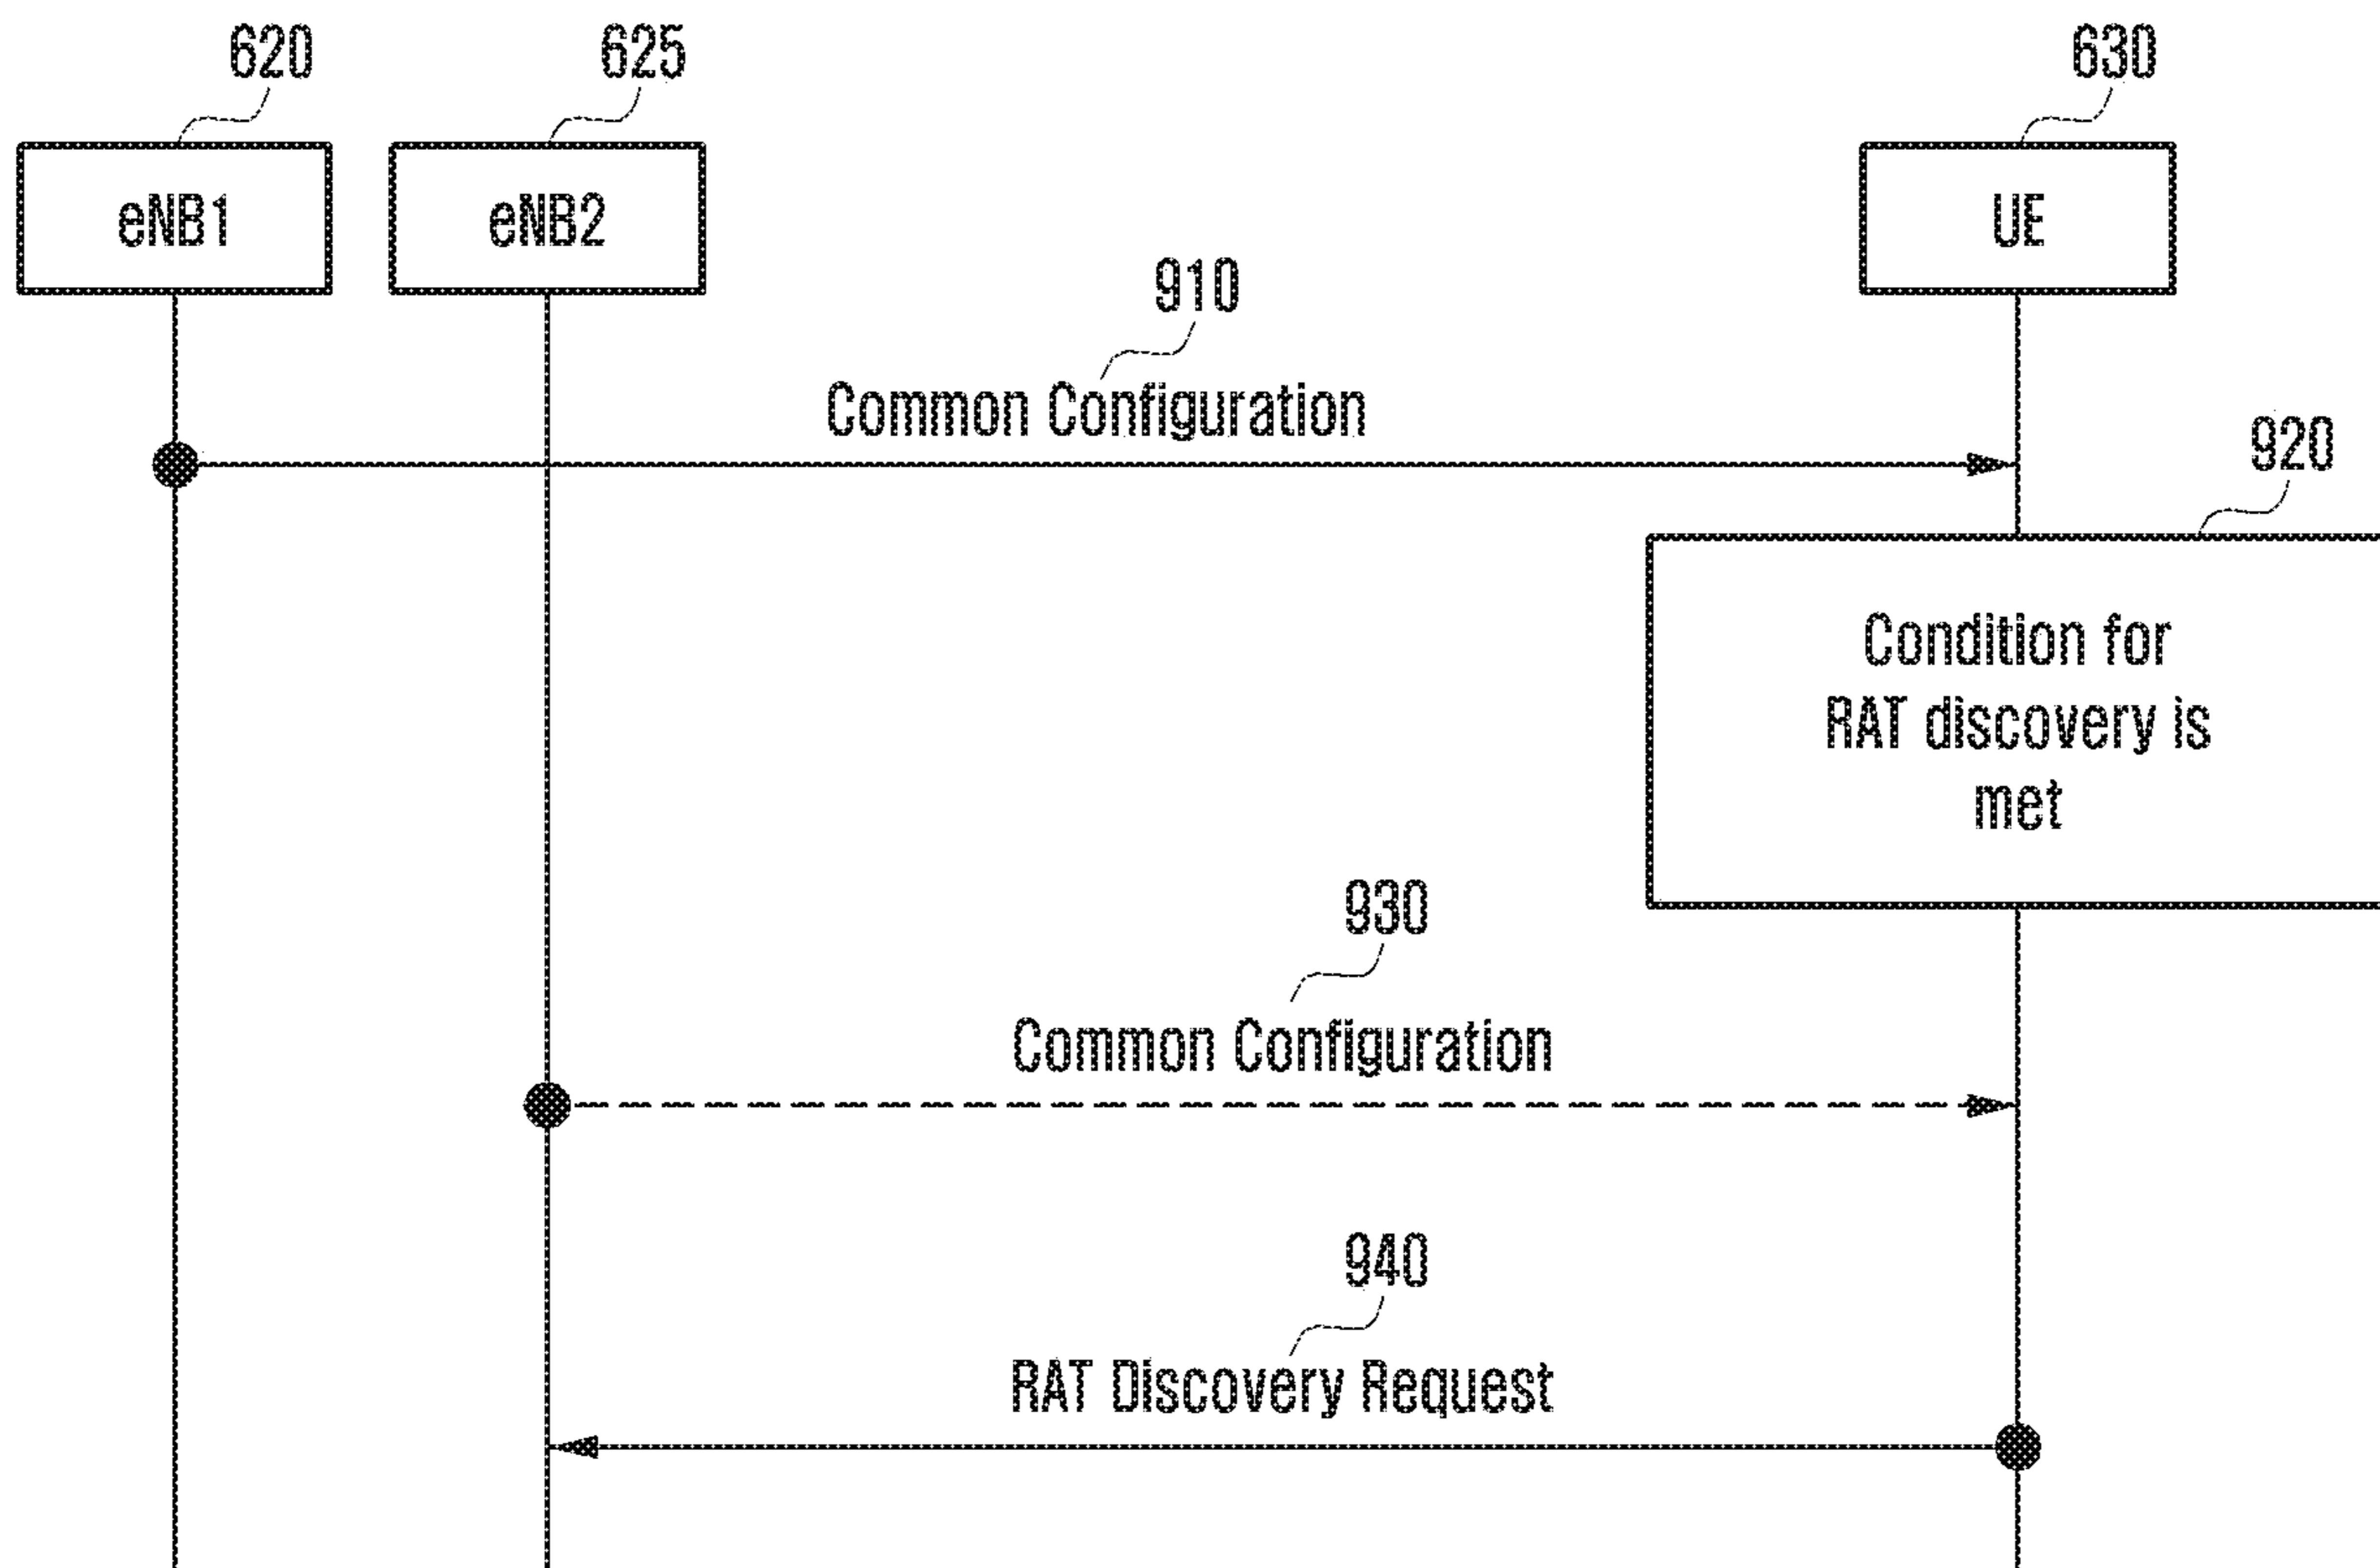 620
625
630
eNB1
eNB2
UE
910
Common Configuration
920
Condition for
RAT discovery is
met
930
Common Configuration
940
RAT Discovery Request